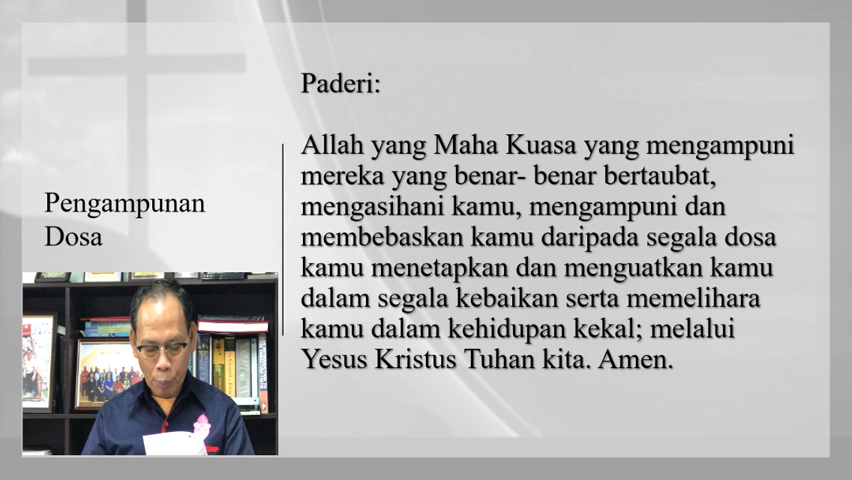 Pengampunan
Dosa
Paderi:
Allah yang Maha Kuasa yang mengampuni
mereka yang benar- benar bertaubat,
mengasihani kamu, mengampuni dan
membebaskan kamu daripada segala dosa
kamu menetapkan dan menguatkan kamu
dalam segala kebaikan serta memelihara
kamu dalam kehidupan kekal; melalui
Yesus Kristus Tuhan kita. Amen.